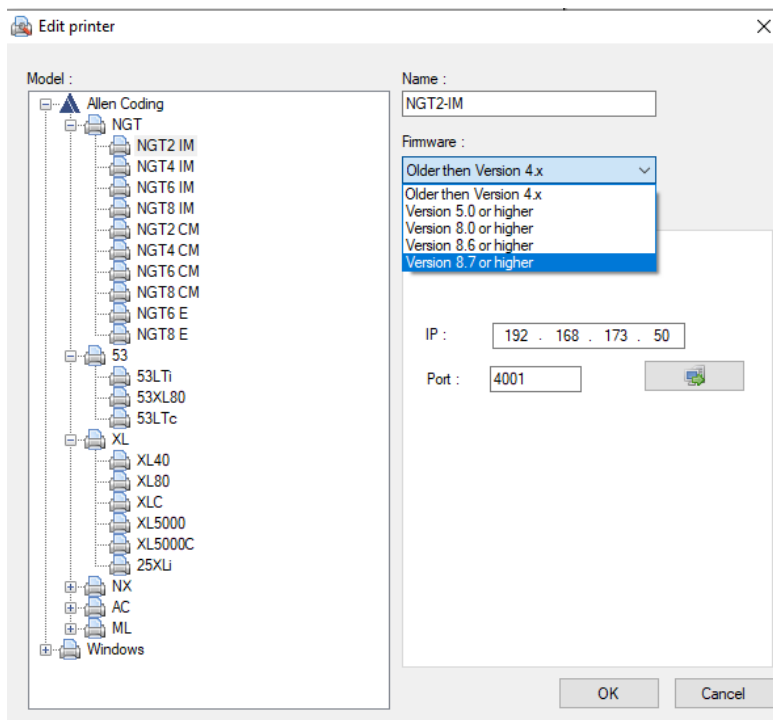 Edit printer
Model :
Allen Coding
NGT
NGT2 IM
NGT4 IM
NGT6 IM
NGT8 IM
NGT2 CM
NGT4 CM
NGT6 CM
NGT8 CM
NGT6 E
NGT8 E
53
53LTi
53XL80
53LTc
XL
XL40
XL80
XLC
XL5000
XL5000C
25XLi
NX
AC
ML
Windows
Name :
NGT2-IM
Firmware :
Older then Version 4.x
Older then Version 4.x
Version 5.0 or higher
Version 8.0 or higher
Version 8.6 or higher
Version 8.7 or higher
IP : 192 . 168 . 173 . 50
Port : 4001
OK Cancel